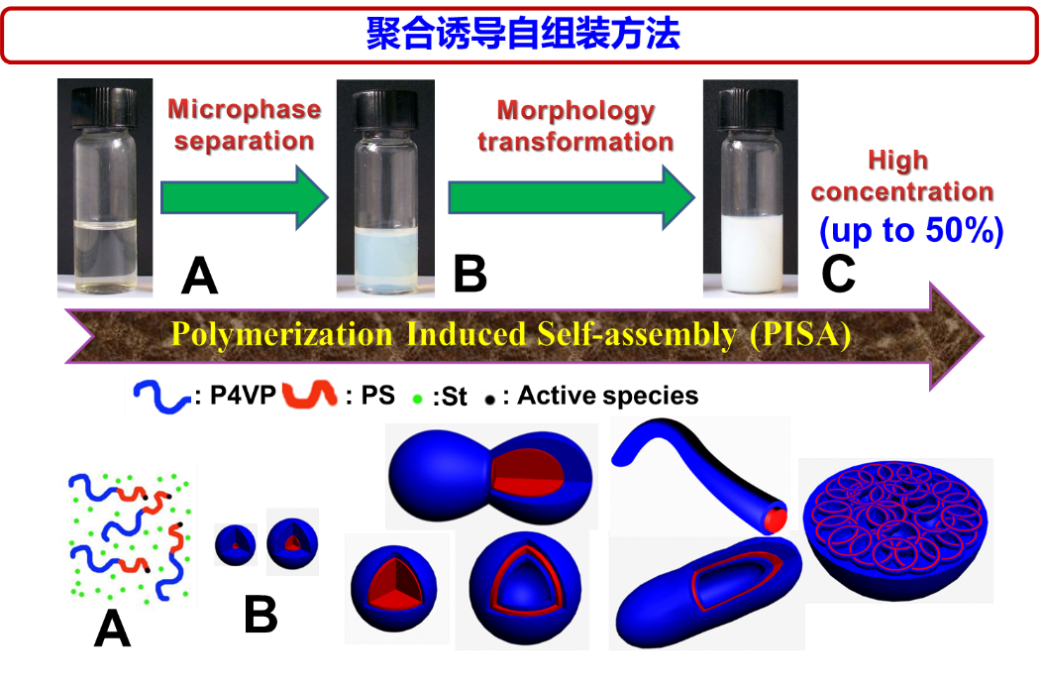 聚合诱导自组装方法
Microphase
separation
Morphology
transformation
High
concentration
(up to 50%)
A
B
C
Polymerization Induced Self-assembly (PISA)
: P4VP : PS :St : Active species
A
B